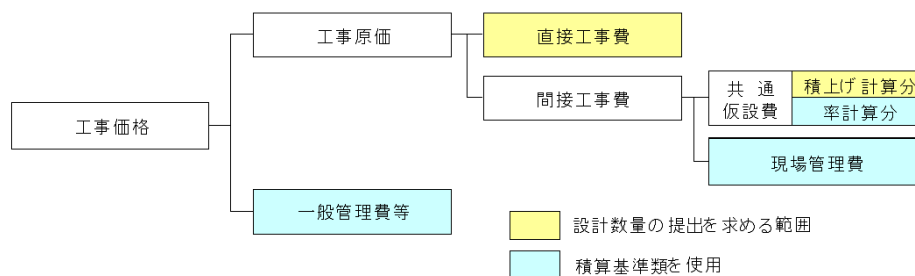 工事原価
直接工事費
間接工事費
共通
仮設費
積上げ計算分
率計算分
工事価格
現場管理費
一般管理費等
設計数量の提出を求める範囲
積算基準類を使用